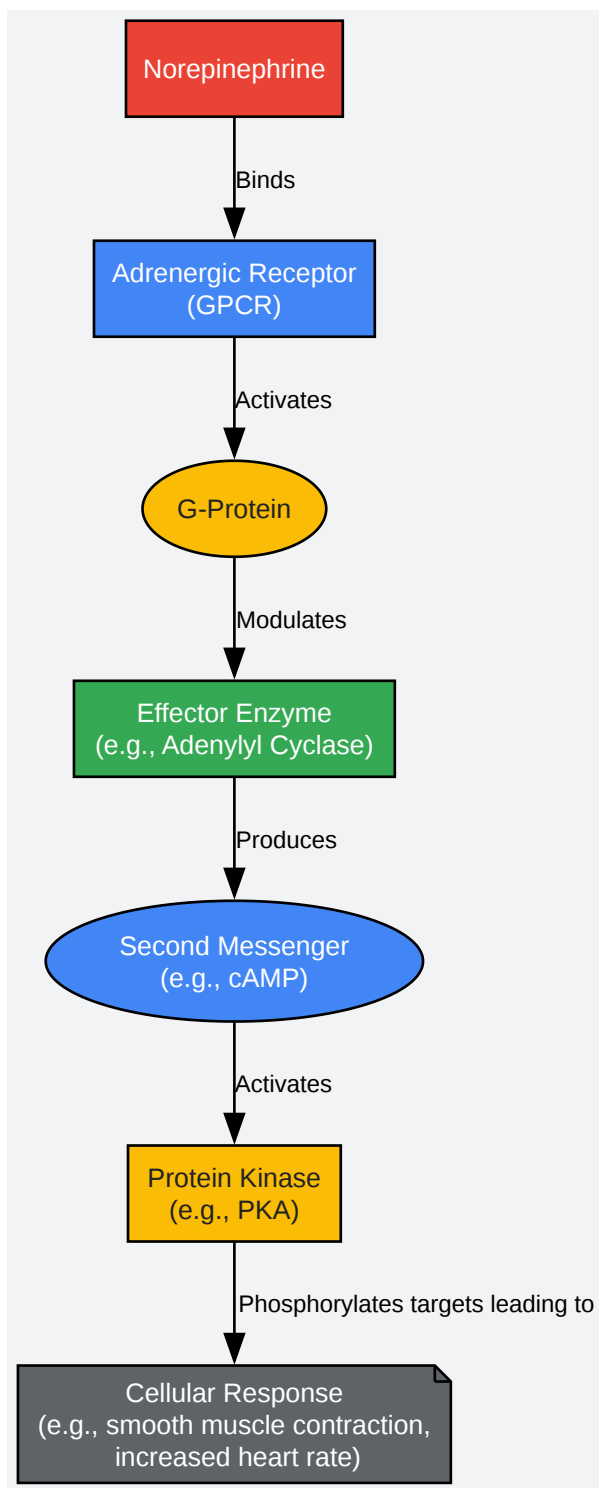 Norepinephrine
Binds
Adrenergic Receptor
(GPCR)
Activates
G-Protein
Modulates
Effector Enzyme
(e.g., Adenylyl Cyclase)
Produces
Second Messenger
(e.g., cAMP)
Activates
Protein Kinase
(e.g., PKA)
Phosphorylates targets leading to
Cellular Response
(e.g., smooth muscle contraction,
increased heart rate)